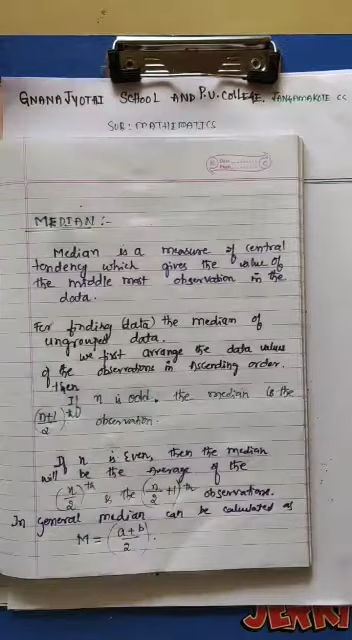 GNANA JYOTHI SCHOOL AND P.U. COLLEGE, JANGAMAKOTE CC
SUB: MATHEMATICS
Date
Page
MEDIAN :-
Median is a measure of central
tendency which gives the value of
the middle most observation in the
data.
For finding (data) the median of
ungrouped data.
we first arrange the data values
of the observations in Ascending order.
then
If n is odd, the median is the
((n+1)/2)th observation.
If n is Even, then the median
will be the Average of the
(n/2)th & the (n/2 + 1)th observations.
In general median can be calculated as
M = ((a+b)/2).
JERRI